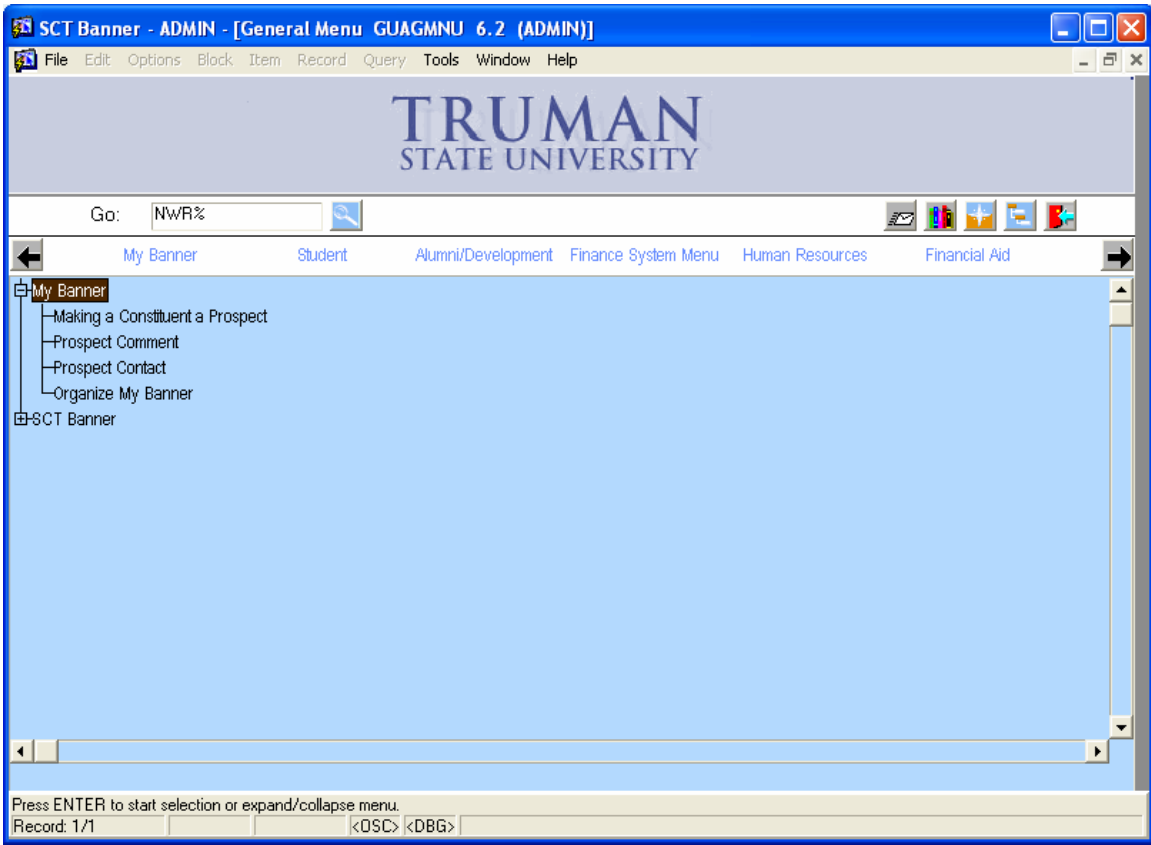 SCT Banner - ADMIN - [General Menu GUAGMNU 6.2 (ADMIN)]
File Edit Options Block Item Record Query Tools Window Help
TRUMAN
STATE UNIVERSITY
Go: NWR%
My Banner Student Alumni/Development Finance System Menu Human Resources Financial Aid
My Banner
Making a Constituent a Prospect
Prospect Comment
Prospect Contact
Organize My Banner
SCT Banner
Press ENTER to start selection or expand/collapse menu.
Record: 1/1 <OSC> <DBG>